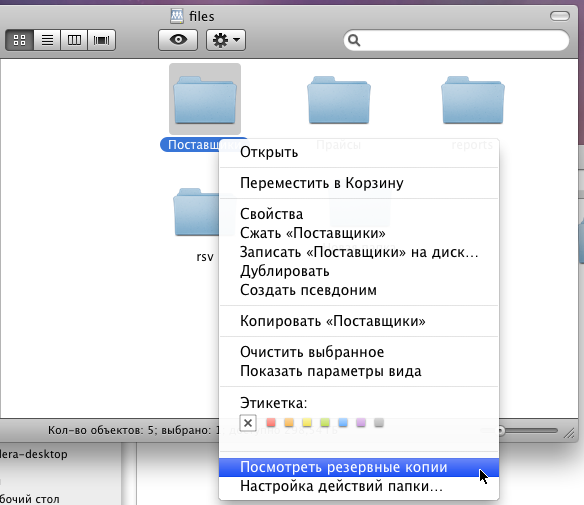 files
Поставщики
Прайсы
reports
Открыть
Переместить в Корзину
Свойства
Сжать «Поставщики»
rsv
Записать «Поставщики» на диск…
Дублировать
Создать псевдоним
Копировать «Поставщики»
Очистить выбранное
Показать параметры вида
Этикетка:
Кол-во объектов: 5; выбрано: 1
dera-desktop
Посмотреть резервные копии
Настройка действий папки…
бочий стол